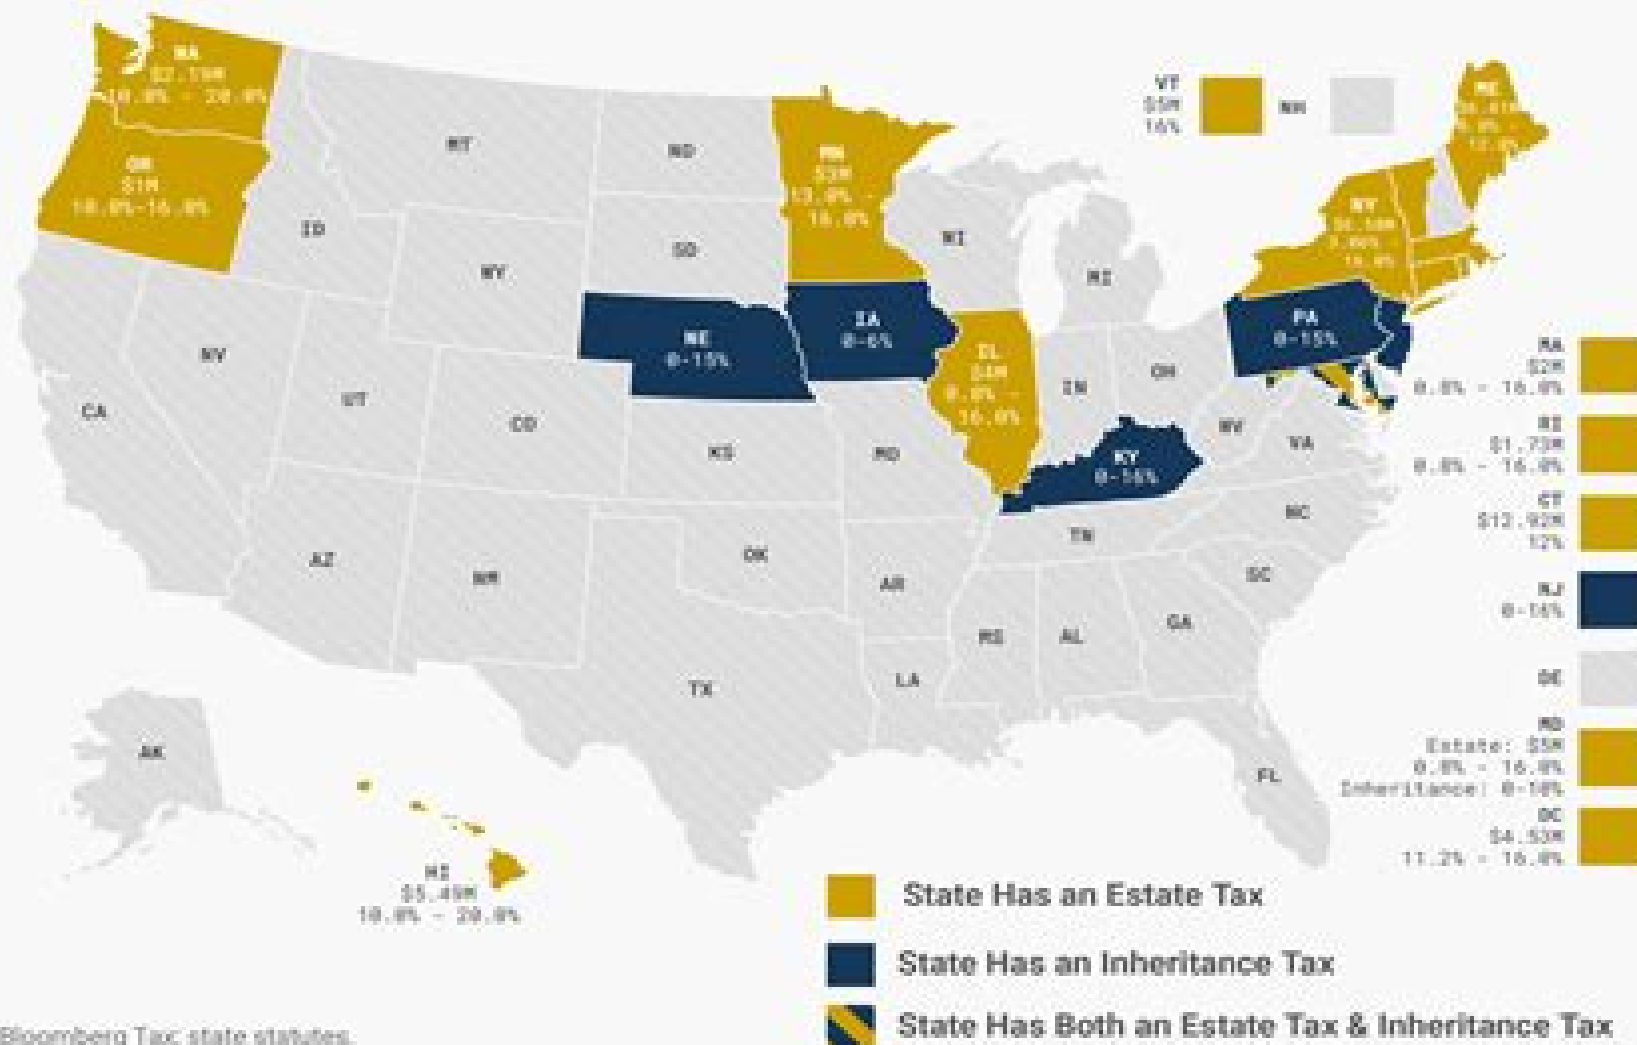 WA
$2.19M
10.0% - 20.0%
OR
$1M
10.0%-16.0%
MT
ND
MN
$3M
13.0% -
16.0%
VT
$5M
16%
NH
ME
NY
ID
WY
SD
WI
MI
NE
0-15%
IA
0-6%
IL
$4M
0.8% -
16.0%
PA
0-15%
NV
UT
CO
CA
KS
MO
IN
OH
WV
VA
KY
0-16%
MA
$2M
0.8% - 16.0%
RI
$1.73M
0.8% - 16.0%
CT
$12.92M
12%
NJ
0-16%
DE
MD
Estate: $5M
0.8% - 16.0%
Inheritance: 0-10%
DC
$4.53M
11.2% - 16.0%
AZ
NM
OK
AR
TN
NC
SC
MS
AL
GA
TX
LA
FL
AK
HI
$5.49M
10.0% - 20.0%
State Has an Estate Tax
State Has an Inheritance Tax
State Has Both an Estate Tax & Inheritance Tax
Bloomberg Tax; state statutes.